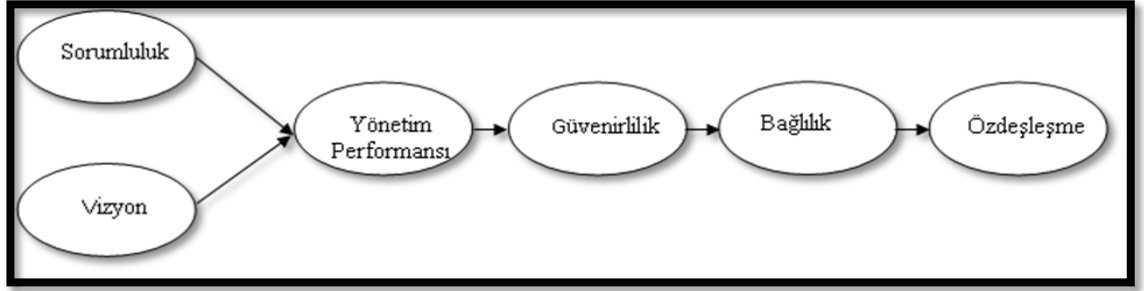 Sorumluluk
Vizyon
Yönetim
Performansı
Güvenirlilik
Bağlılık
Özdeşleşme